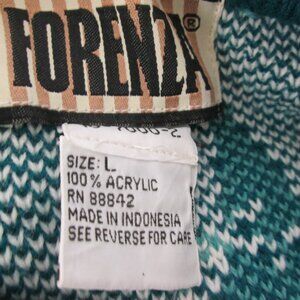 FORENZA®
SIZE: L
100% ACRYLIC
RN 88842
MADE IN INDONESIA
SEE REVERSE FOR CARE